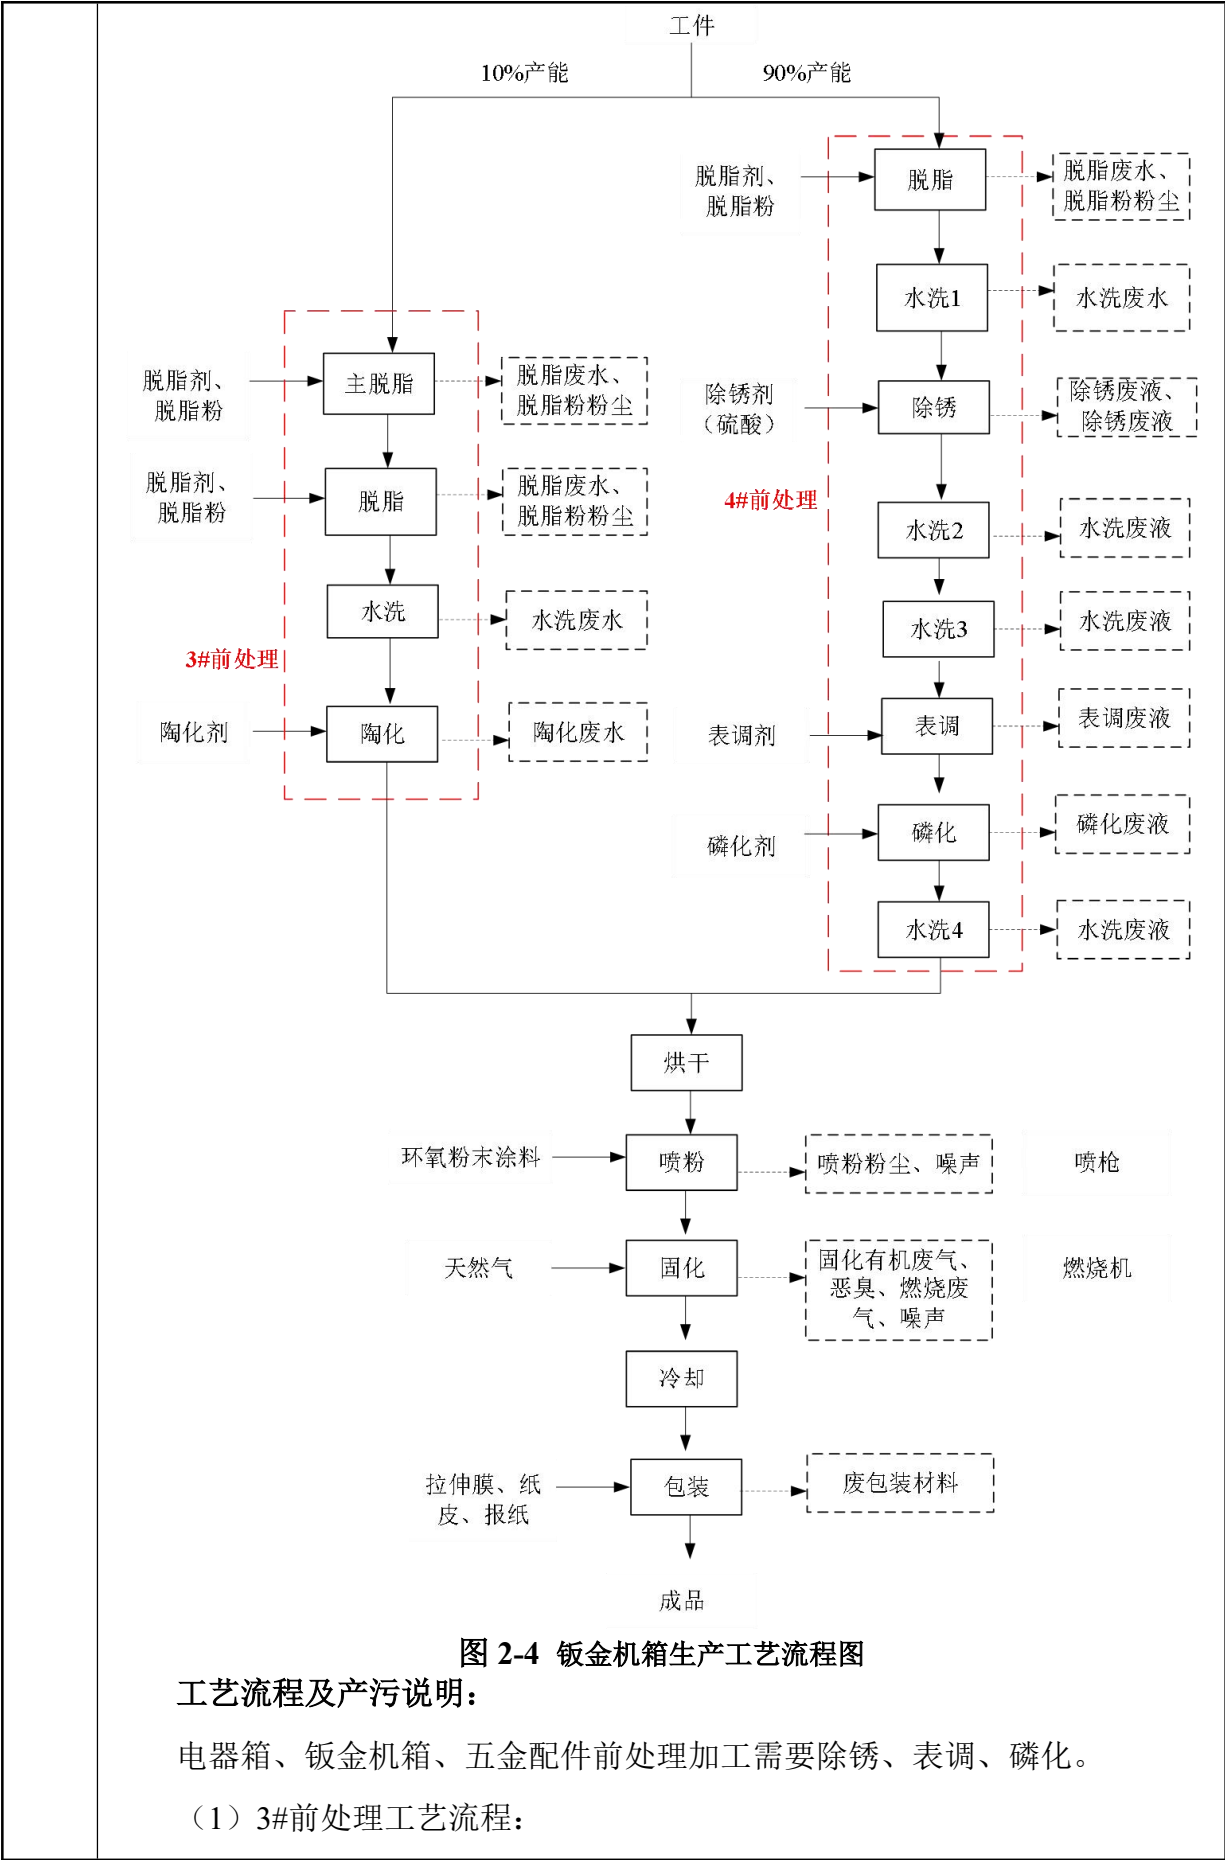 工件
10%产能
90%产能
脱脂剂、
脱脂粉
脱脂
脱脂废水、
脱脂粉粉尘
水洗1
水洗废水
除锈剂
（硫酸）
除锈
除锈废液、
除锈废液
4#前处理
水洗2
水洗废液
水洗3
水洗废液
表调剂
表调
表调废液
磷化剂
磷化
磷化废液
水洗4
水洗废液
脱脂剂、
脱脂粉
主脱脂
脱脂废水、
脱脂粉粉尘
脱脂剂、
脱脂粉
脱脂
脱脂废水、
脱脂粉粉尘
水洗
水洗废水
3#前处理
陶化剂
陶化
陶化废水
烘干
环氧粉末涂料
喷粉
喷粉粉尘、噪声
喷枪
天然气
固化
固化有机废气、
恶臭、燃烧废
气、噪声
燃烧机
冷却
拉伸膜、纸
皮、报纸
包装
废包装材料
成品
图 2-4 钣金机箱生产工艺流程图
工艺流程及产污说明：
电器箱、钣金机箱、五金配件前处理加工需要除锈、表调、磷化。
（1）3#前处理工艺流程：